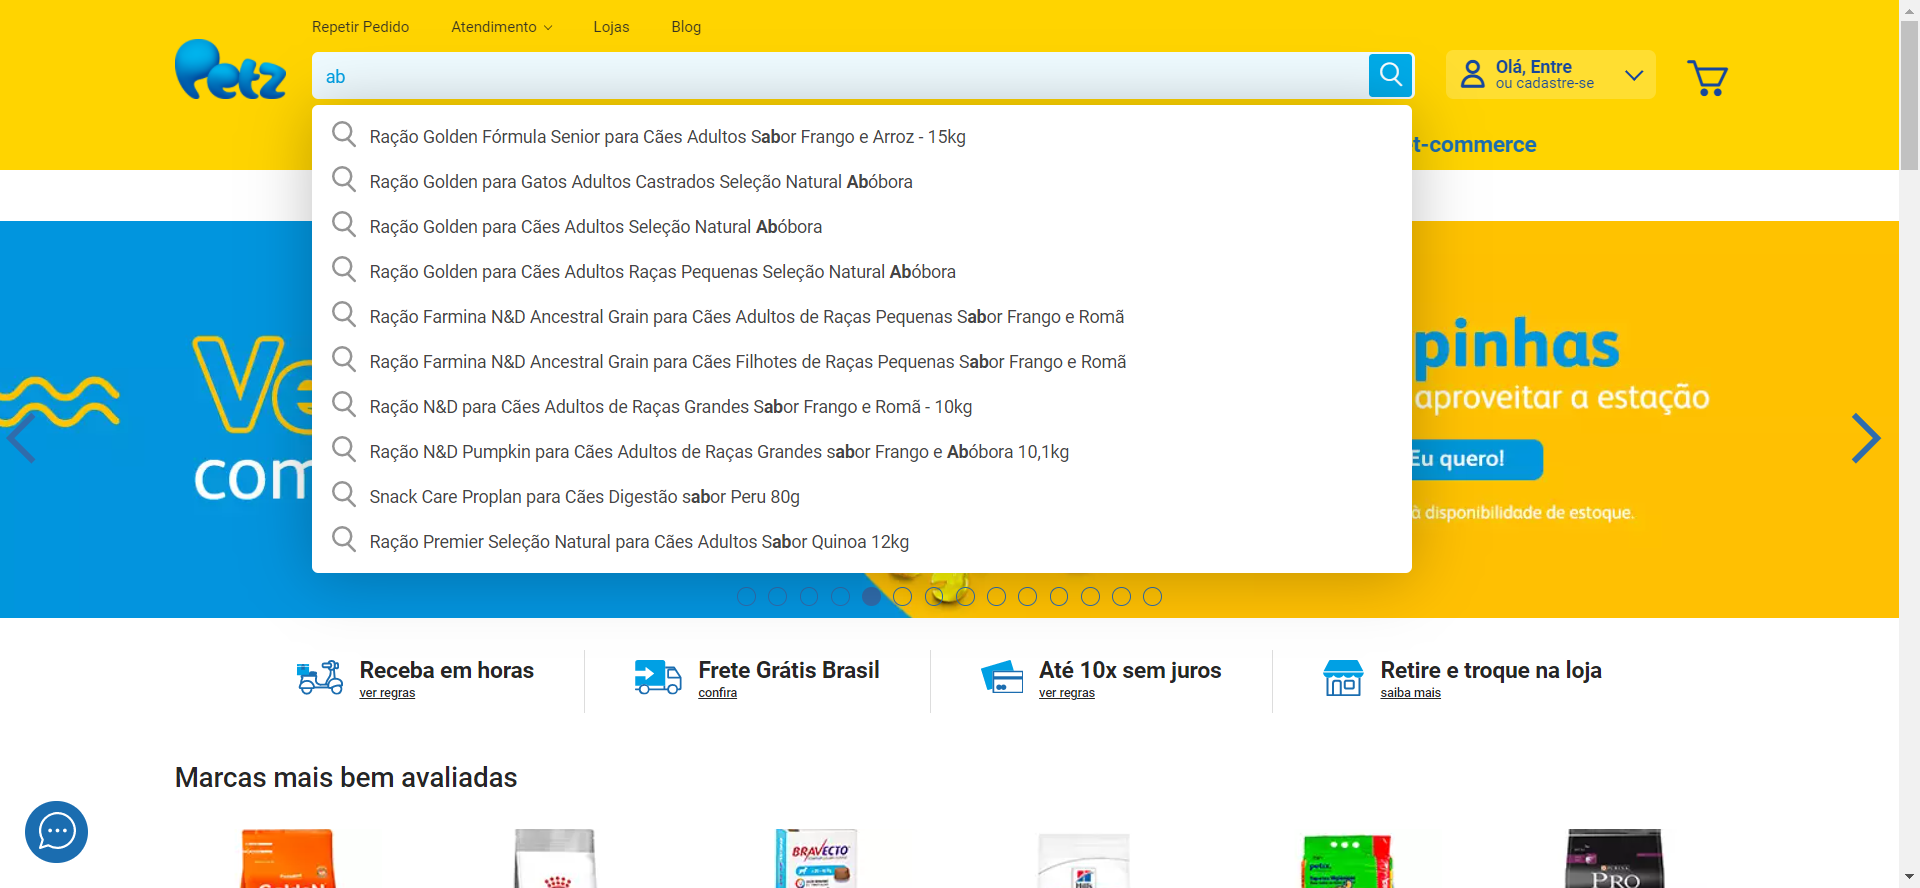 Repetir Pedido Atendimento Lojas Blog
Petz
ab
Olá, Entre
ou cadastre-se
Ração Golden Fórmula Senior para Cães Adultos Sabor Frango e Arroz - 15kg
t-commerce
Ração Golden para Gatos Adultos Castrados Seleção Natural Abóbora
Ração Golden para Cães Adultos Seleção Natural Abóbora
Ração Golden para Cães Adultos Raças Pequenas Seleção Natural Abóbora
Ração Farmina N&D Ancestral Grain para Cães Adultos de Raças Pequenas Sabor Frango e Romã
Ração Farmina N&D Ancestral Grain para Cães Filhotes de Raças Pequenas Sabor Frango e Romã
Ração N&D para Cães Adultos de Raças Grandes Sabor Frango e Romã - 10kg
Ração N&D Pumpkin para Cães Adultos de Raças Grandes sabor Frango e Abóbora 10,1kg
Snack Care Proplan para Cães Digestão sabor Peru 80g
Ração Premier Seleção Natural para Cães Adultos Sabor Quinoa 12kg
Ve
com
pinhas
aproveitar a estação
Eu quero!
à disponibilidade de estoque.
Receba em horas
ver regras
Frete Grátis Brasil
confira
Até 10x sem juros
ver regras
Retire e troque na loja
saiba mais
Marcas mais bem avaliadas
GoldeN
ROYAL CANIN
BRAVECTO
Hill's
petix
PURINA
PRO